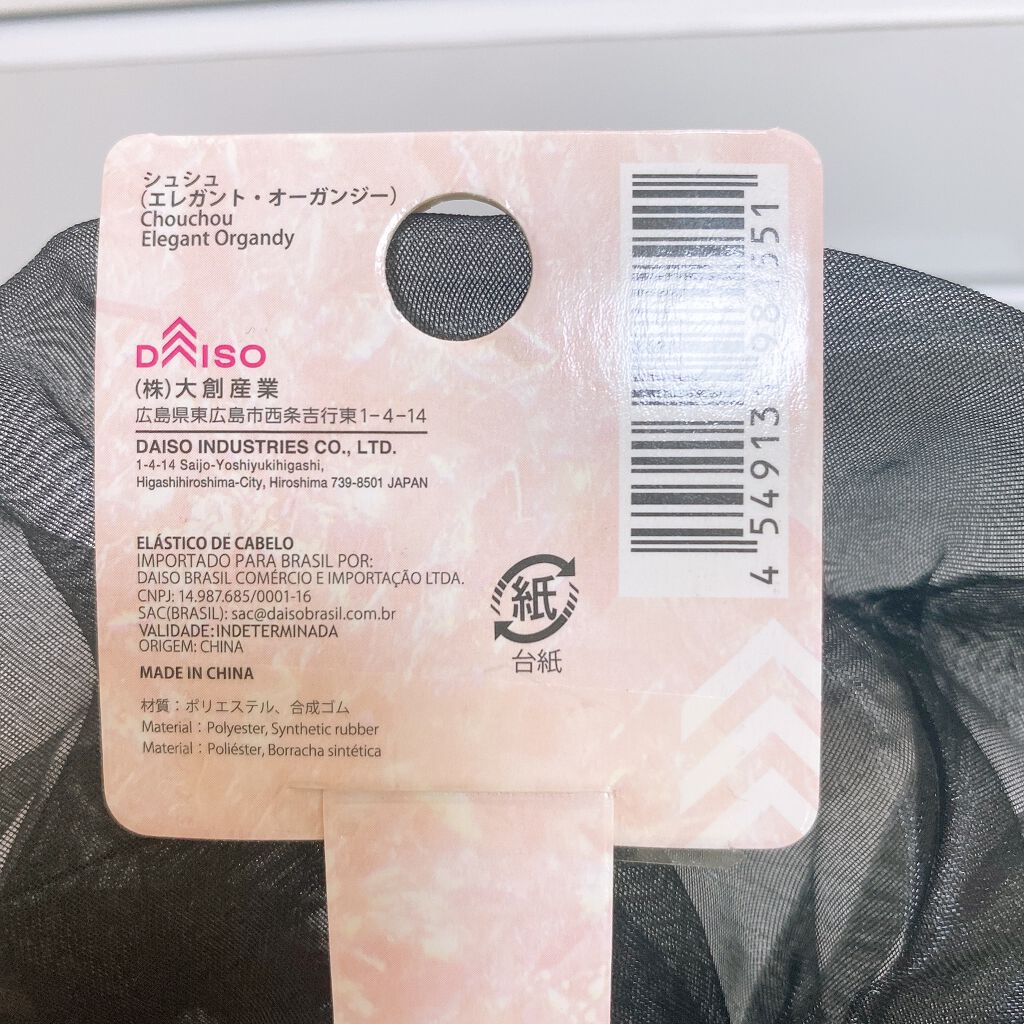 シュシュ
(エレガント・オーガンジー)
Chouchou
Elegant Organdy
DAISO
(株)大創産業
広島県東広島市西条吉行東1-4-14
DAISO INDUSTRIES CO., LTD.
1-4-14 Saijo-Yoshiyukihigashi,
Higashihiroshima-City, Hiroshima 739-8501 JAPAN
ELÁSTICO DE CABELO
IMPORTADO PARA BRASIL POR:
DAISO BRASIL COMÉRCIO E IMPORTAÇÃO LTDA.
CNPJ: 14.987.685/0001-16
SAC(BRASIL): sac@daisobrasil.com.br
VALIDADE:INDETERMINADA
ORIGEM: CHINA
MADE IN CHINA
材質：ポリエステル、合成ゴム
Material：Polyester, Synthetic rubber
Material：Poliéster, Borracha sintética
紙
台紙